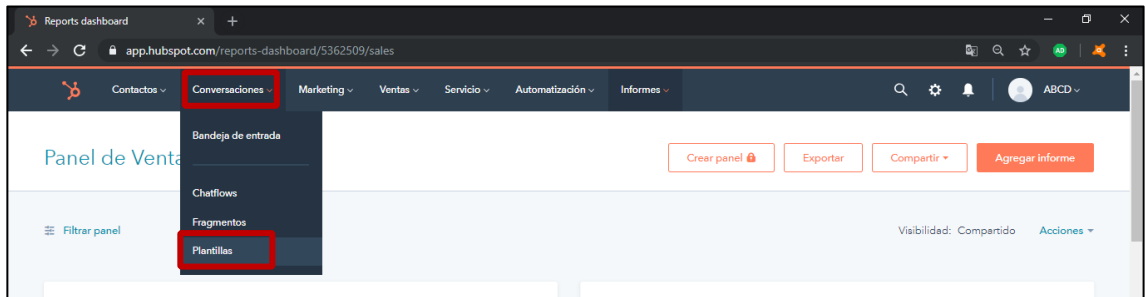 Reports dashboard
app.hubspot.com/reports-dashboard/5362509/sales
AD
Contactos Conversaciones Marketing Ventas Servicio Automatización Informes ABCD
Bandeja de entrada
Panel de Venta Crear panel Exportar Compartir Agregar informe
Chatflows
Fragmentos
Filtrar panel Visibilidad: Compartido Acciones
Plantillas